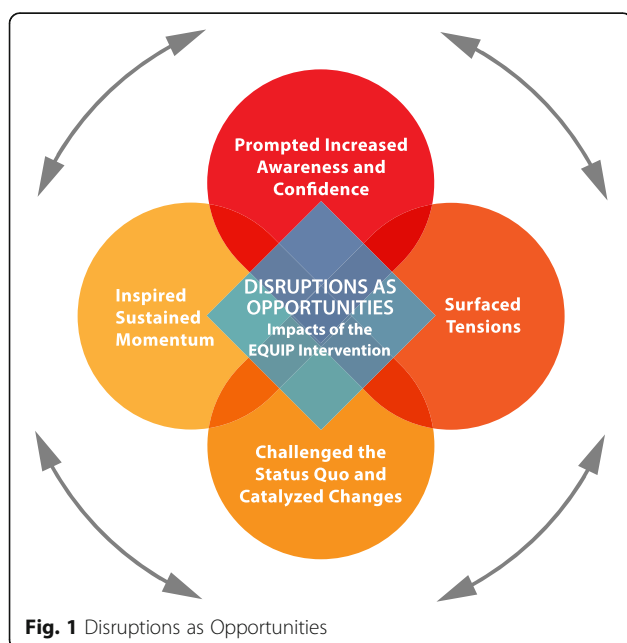 Prompted Increased
Awareness and
Confidence
Inspired
Sustained
Momentum
DISRUPTIONS AS
OPPORTUNITIES
Impacts of the
EQUIP Intervention
Surfaced
Tensions
Challenged the
Status Quo and
Catalyzed Changes
Fig. 1 Disruptions as Opportunities